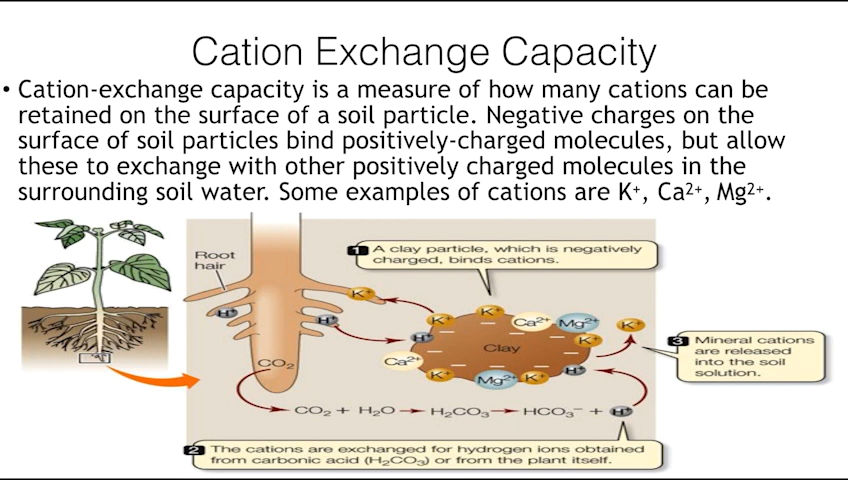 Cation Exchange Capacity
• Cation-exchange capacity is a measure of how many cations can be
retained on the surface of a soil particle. Negative charges on the
surface of soil particles bind positively-charged molecules, but allow
these to exchange with other positively charged molecules in the
surrounding soil water. Some examples of cations are K⁺, Ca²⁺, Mg²⁺.
Root
hair
1 A clay particle, which is negatively
charged, binds cations.
K⁺
H⁺
H⁺
K⁺
K⁺
Ca²⁺
Mg²⁺
K⁺
K⁺
H⁺
Clay
Ca²⁺
K⁺
Mg²⁺
K⁺
H⁺
3 Mineral cations
are released
into the soil
solution.
CO₂
CO₂ + H₂O → H₂CO₃ → HCO₃⁻ + H⁺
2 The cations are exchanged for hydrogen ions obtained
from carbonic acid (H₂CO₃) or from the plant itself.